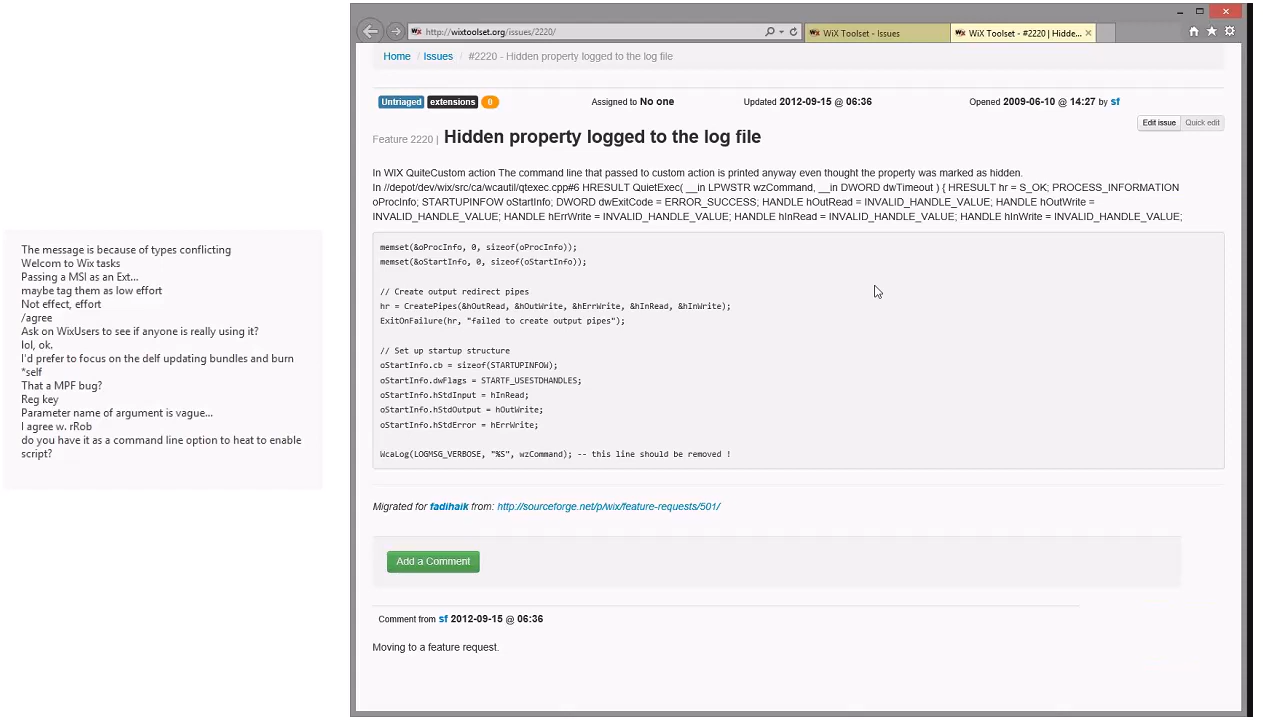 The message is because of types conflicting
Welcom to Wix tasks
Passing a MSI as an Ext...
maybe tag them as low effort
Not effect, effort
/agree
Ask on WixUsers to see if anyone is really using it?
lol, ok.
I'd prefer to focus on the delf updating bundles and burn
*self
That a MPF bug?
Reg key
Parameter name of argument is vague...
I agree w. rRob
do you have it as a command line option to heat to enable
script?
http://wixtoolset.org/issues/2220/
WiX Toolset - Issues
WiX Toolset - #2220 | Hidde...
Home / Issues / #2220 - Hidden property logged to the log file
Untriaged extensions 0 Assigned to No one Updated 2012-09-15 @ 06:36 Opened 2009-06-10 @ 14:27 by sf
Edit issue Quick edit
Feature 2220 | Hidden property logged to the log file
In WIX QuiteCustom action The command line that passed to custom action is printed anyway even thought the property was marked as hidden.
In //depot/dev/wix/src/ca/wcautil/qtexec.cpp#6 HRESULT QuietExec( __in LPWSTR wzCommand, __in DWORD dwTimeout ) { HRESULT hr = S_OK; PROCESS_INFORMATION
oProcInfo; STARTUPINFOW oStartInfo; DWORD dwExitCode = ERROR_SUCCESS; HANDLE hOutRead = INVALID_HANDLE_VALUE; HANDLE hOutWrite =
INVALID_HANDLE_VALUE; HANDLE hErrWrite = INVALID_HANDLE_VALUE; HANDLE hInRead = INVALID_HANDLE_VALUE; HANDLE hInWrite = INVALID_HANDLE_VALUE;
memset(&oProcInfo, 0, sizeof(oProcInfo));
memset(&oStartInfo, 0, sizeof(oStartInfo));
// Create output redirect pipes
hr = CreatePipes(&hOutRead, &hOutWrite, &hErrWrite, &hInRead, &hInWrite);
ExitOnFailure(hr, "failed to create output pipes");
// Set up startup structure
oStartInfo.cb = sizeof(STARTUPINFOW);
oStartInfo.dwFlags = STARTF_USESTDHANDLES;
oStartInfo.hStdInput = hInRead;
oStartInfo.hStdOutput = hOutWrite;
oStartInfo.hStdError = hErrWrite;
WcaLog(LOGMSG_VERBOSE, "%S", wzCommand); -- this line should be removed !
Migrated for fadihaik from: http://sourceforge.net/p/wix/feature-requests/501/
Add a Comment
Comment from sf 2012-09-15 @ 06:36
Moving to a feature request.